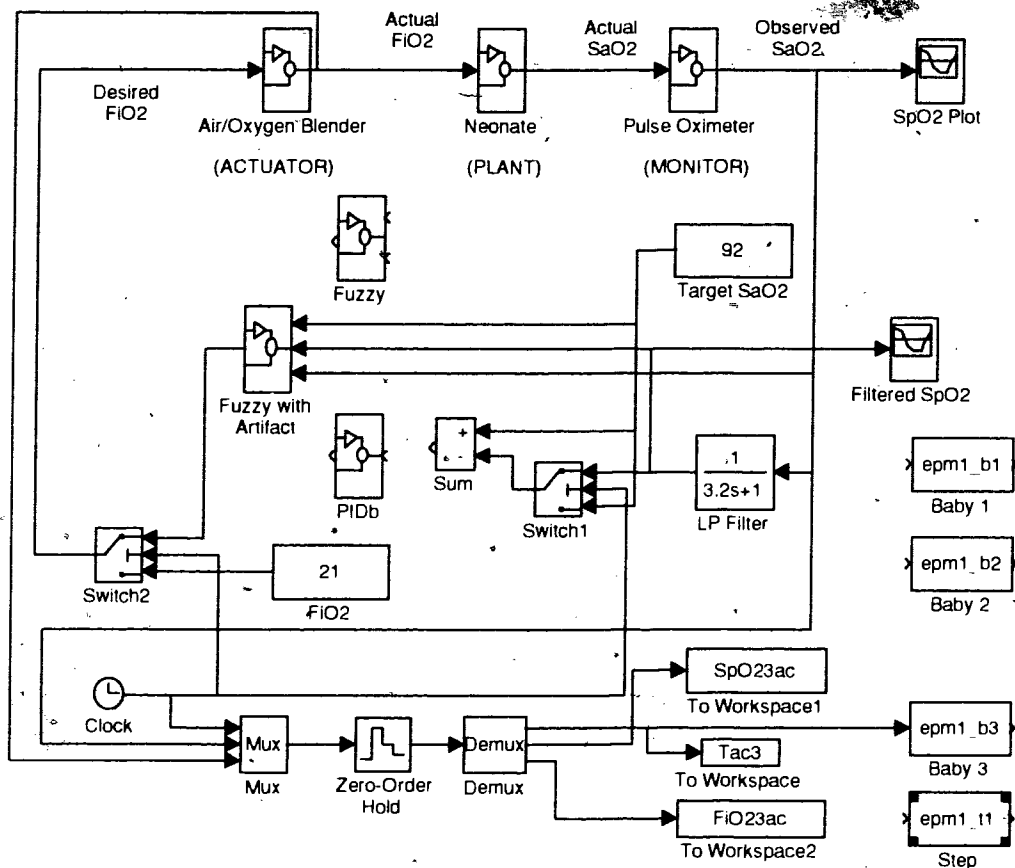 Actual
FiO2
Actual
SaO2
Observed
SaO2
Desired
FiO2
Air/Oxygen Blender
Neonate
Pulse Oximeter
SpO2 Plot
(ACTUATOR)
(PLANT)
(MONITOR)
Fuzzy
92
Target SaO2
Fuzzy with
Artifact
Filtered SpO2
PIDb
+
-
Sum
Switch1
1
3.2s+1
LP Filter
epm1_b1
Baby 1
Switch2
21
FiO2
epm1_b2
Baby 2
Clock
SpO23ac
To Workspace1
Mux
Mux
Zero-Order
Hold
Demux
Demux
Tac3
To Workspace
epm1_b3
Baby 3
FiO23ac
To Workspace2
epm1_t1
Step